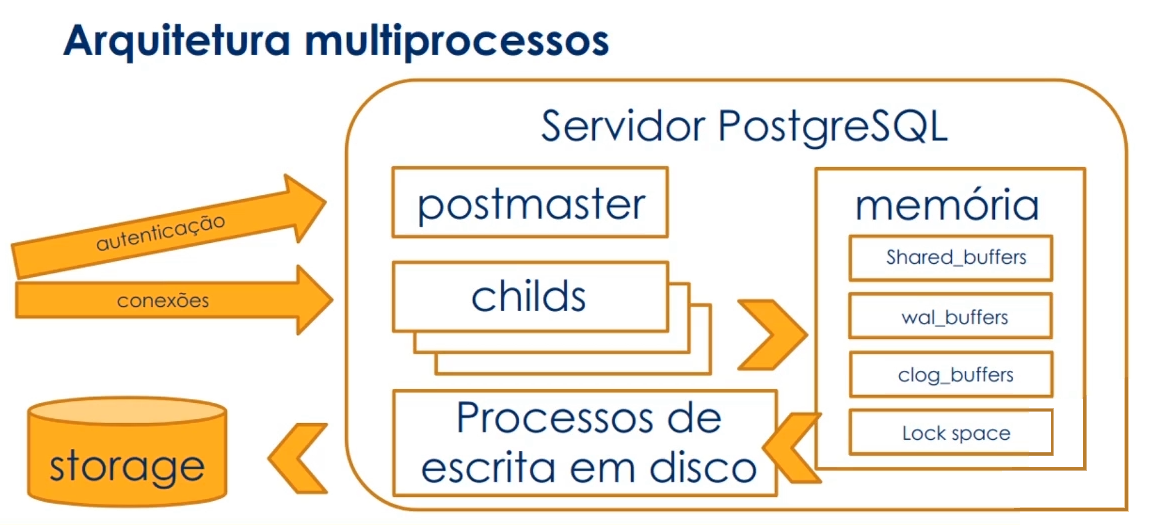 Arquitetura multiprocessos
Servidor PostgreSQL
autenticação
conexões
postmaster
childs
Processos de
escrita em disco
memória
Shared_buffers
wal_buffers
clog_buffers
Lock space
storage